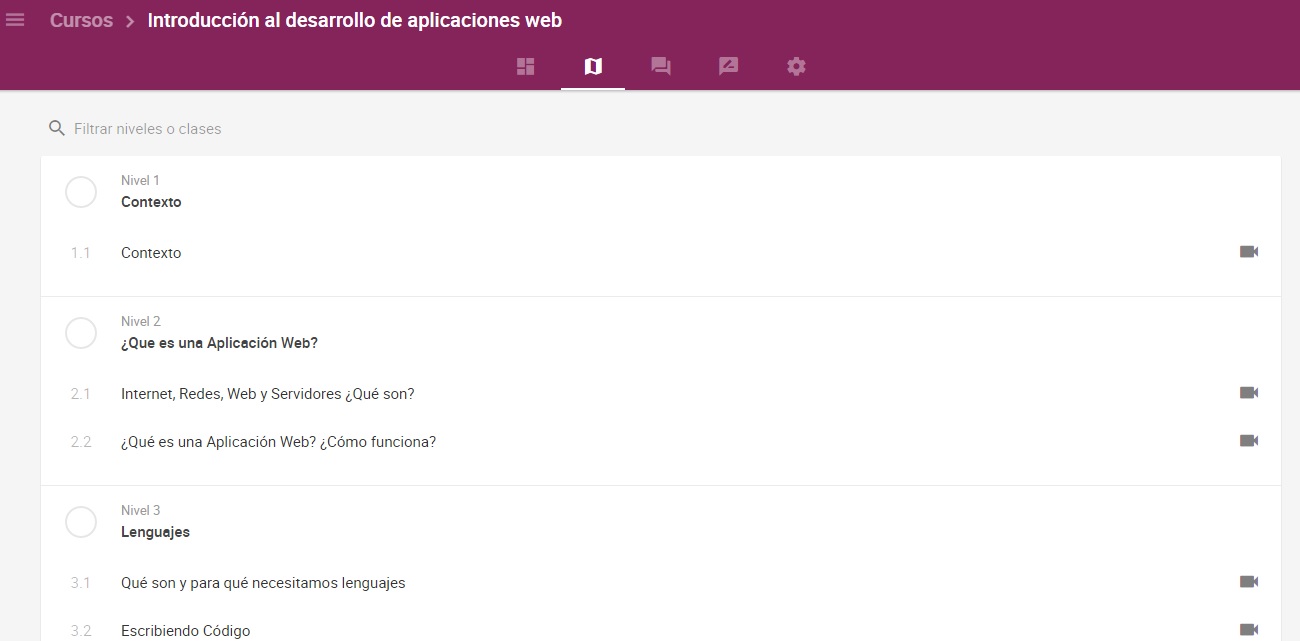 Cursos > Introducción al desarrollo de aplicaciones web
Filtrar niveles o clases
Nivel 1
Contexto
1.1 Contexto
Nivel 2
¿Que es una Aplicación Web?
2.1 Internet, Redes, Web y Servidores ¿Qué son?
2.2 ¿Qué es una Aplicación Web? ¿Cómo funciona?
Nivel 3
Lenguajes
3.1 Qué son y para qué necesitamos lenguajes
3.2 Escribiendo Código